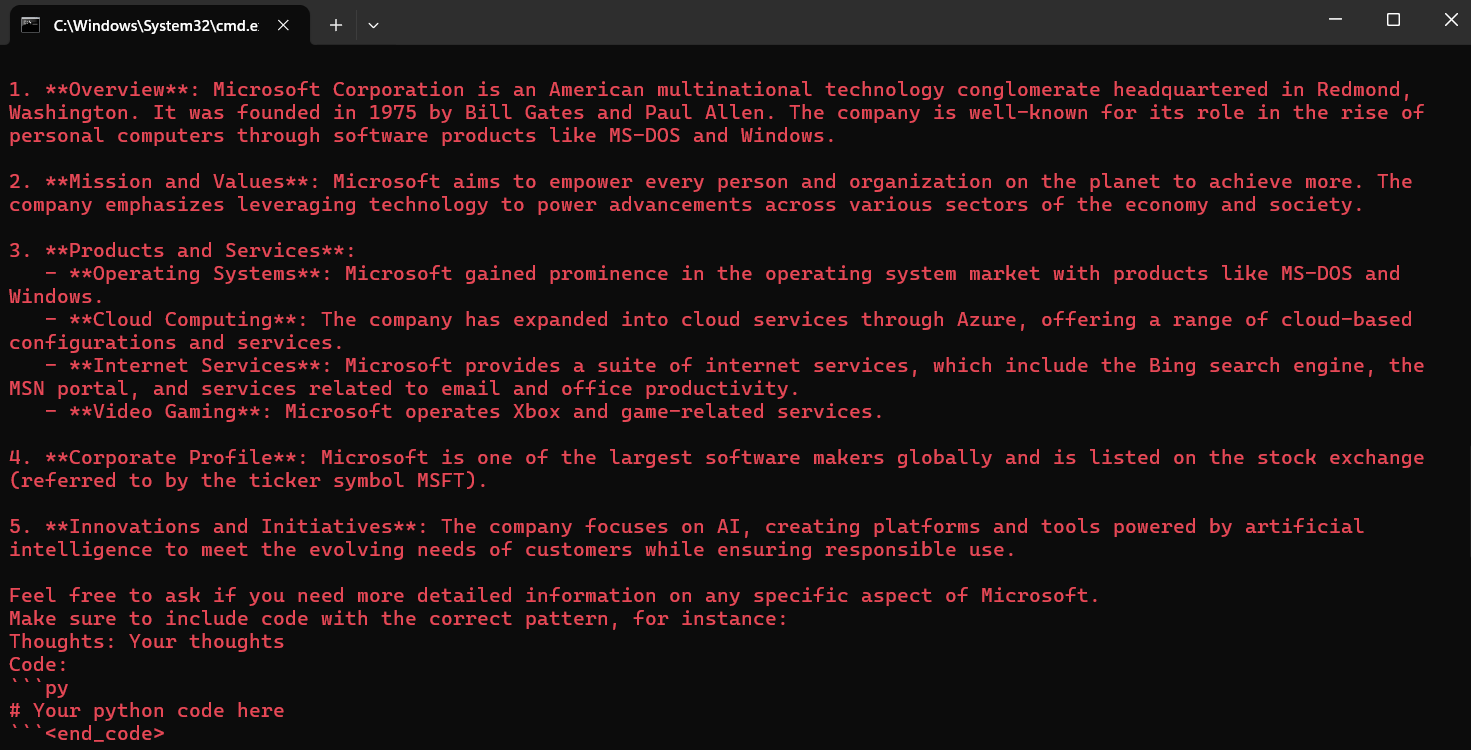 C:\Windows\System32\cmd.e
1. **Overview**: Microsoft Corporation is an American multinational technology conglomerate headquartered in Redmond,
Washington. It was founded in 1975 by Bill Gates and Paul Allen. The company is well-known for its role in the rise of
personal computers through software products like MS-DOS and Windows.
2. **Mission and Values**: Microsoft aims to empower every person and organization on the planet to achieve more. The
company emphasizes leveraging technology to power advancements across various sectors of the economy and society.
3. **Products and Services**:
   - **Operating Systems**: Microsoft gained prominence in the operating system market with products like MS-DOS and
Windows.
   - **Cloud Computing**: The company has expanded into cloud services through Azure, offering a range of cloud-based
configurations and services.
   - **Internet Services**: Microsoft provides a suite of internet services, which include the Bing search engine, the
MSN portal, and services related to email and office productivity.
   - **Video Gaming**: Microsoft operates Xbox and game-related services.
4. **Corporate Profile**: Microsoft is one of the largest software makers globally and is listed on the stock exchange
(referred to by the ticker symbol MSFT).
5. **Innovations and Initiatives**: The company focuses on AI, creating platforms and tools powered by artificial
intelligence to meet the evolving needs of customers while ensuring responsible use.
Feel free to ask if you need more detailed information on any specific aspect of Microsoft.
Make sure to include code with the correct pattern, for instance:
Thoughts: Your thoughts
Code:
```py
# Your python code here
```<end_code>